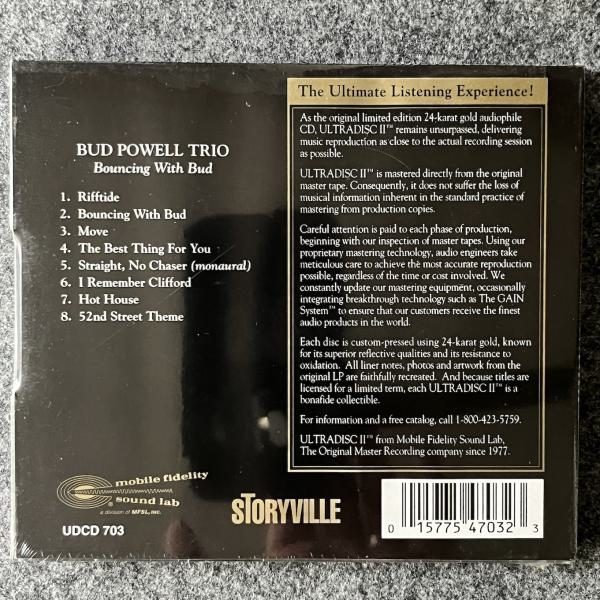 BUD POWELL TRIO
Bouncing With Bud
1. Rifftide
2. Bouncing With Bud
3. Move
4. The Best Thing For You
5. Straight, No Chaser (monaural)
6. I Remember Clifford
7. Hot House
8. 52nd Street Theme
The Ultimate Listening Experience!
As the original limited edition 24-karat gold audiophile
CD, ULTRADISC II™ remains unsurpassed, delivering
music reproduction as close to the actual recording session
as possible.
ULTRADISC II™ is mastered directly from the original
master tape. Consequently, it does not suffer the loss of
musical information inherent in the standard practice of
mastering from production copies.
Careful attention is paid to each phase of production,
beginning with our inspection of master tapes. Using our
proprietary mastering technology, audio engineers take
meticulous care to achieve the most accurate reproduction
possible, regardless of the time or cost involved. We
constantly update our mastering equipment, occasionally
integrating breakthrough technology such as The GAIN
System™ to ensure that our customers receive the finest
audio products in the world.
Each disc is custom-pressed using 24-karat gold, known
for its superior reflective qualities and its resistance to
oxidation. All liner notes, photos and artwork from the
original LP are faithfully recreated. And because titles are
licensed for a limited term, each ULTRADISC II™ is a
bonafide collectible.
For information and a free catalog, call 1-800-423-5759.
ULTRADISC II™ from Mobile Fidelity Sound Lab,
The Original Master Recording company since 1977.
mobile fidelity
sound lab
a division of MFSL, INC.
UDCD 703
STORYVILLE
0 15775 47032 3